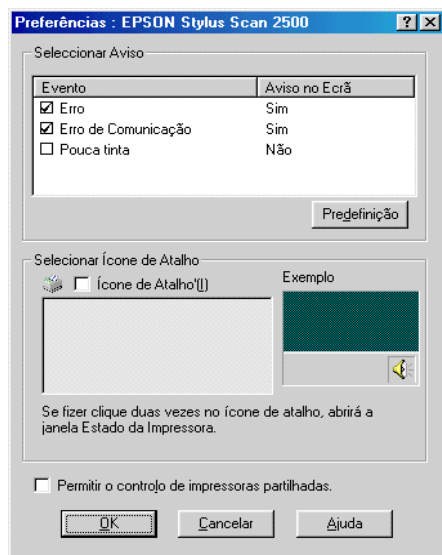 Preferências : EPSON Stylus Scan 2500
Seleccionar Aviso
Evento Aviso no Ecrã
Erro Sim
Erro de Comunicação Sim
Pouca tinta Não
Predefinição
Selecionar Ícone de Atalho
Ícone de Atalho'(I) Exemplo
Se fizer clique duas vezes no ícone de atalho, abrirá a
janela Estado da Impressora.
Permitir o controlo de impressoras partilhadas.
OK Cancelar Ajuda